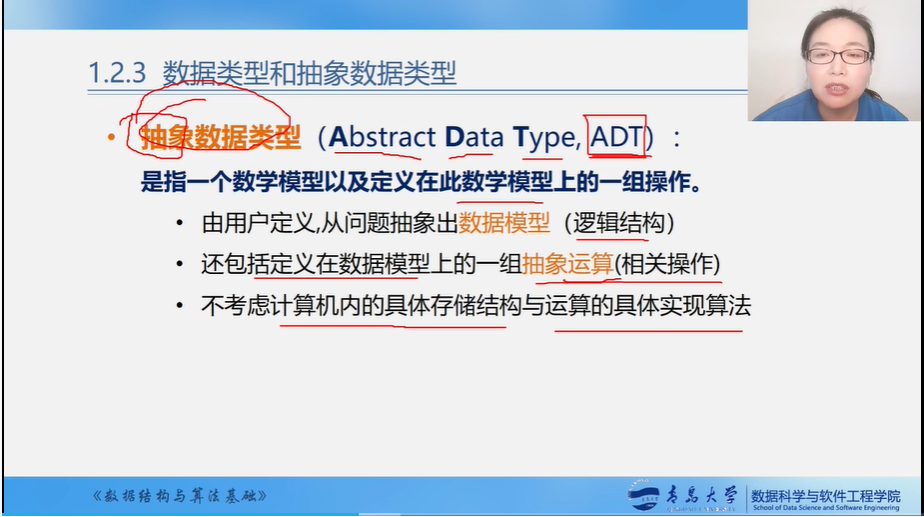 1.2.3 数据类型和抽象数据类型
• 抽象数据类型（Abstract Data Type, ADT）：
是指一个数学模型以及定义在此数学模型上的一组操作。
• 由用户定义,从问题抽象出数据模型（逻辑结构）
• 还包括定义在数据模型上的一组抽象运算(相关操作)
• 不考虑计算机内的具体存储结构与运算的具体实现算法
《数据结构与算法基础》
青岛大学 数据科学与软件工程学院
School of Data Science and Software Engineering